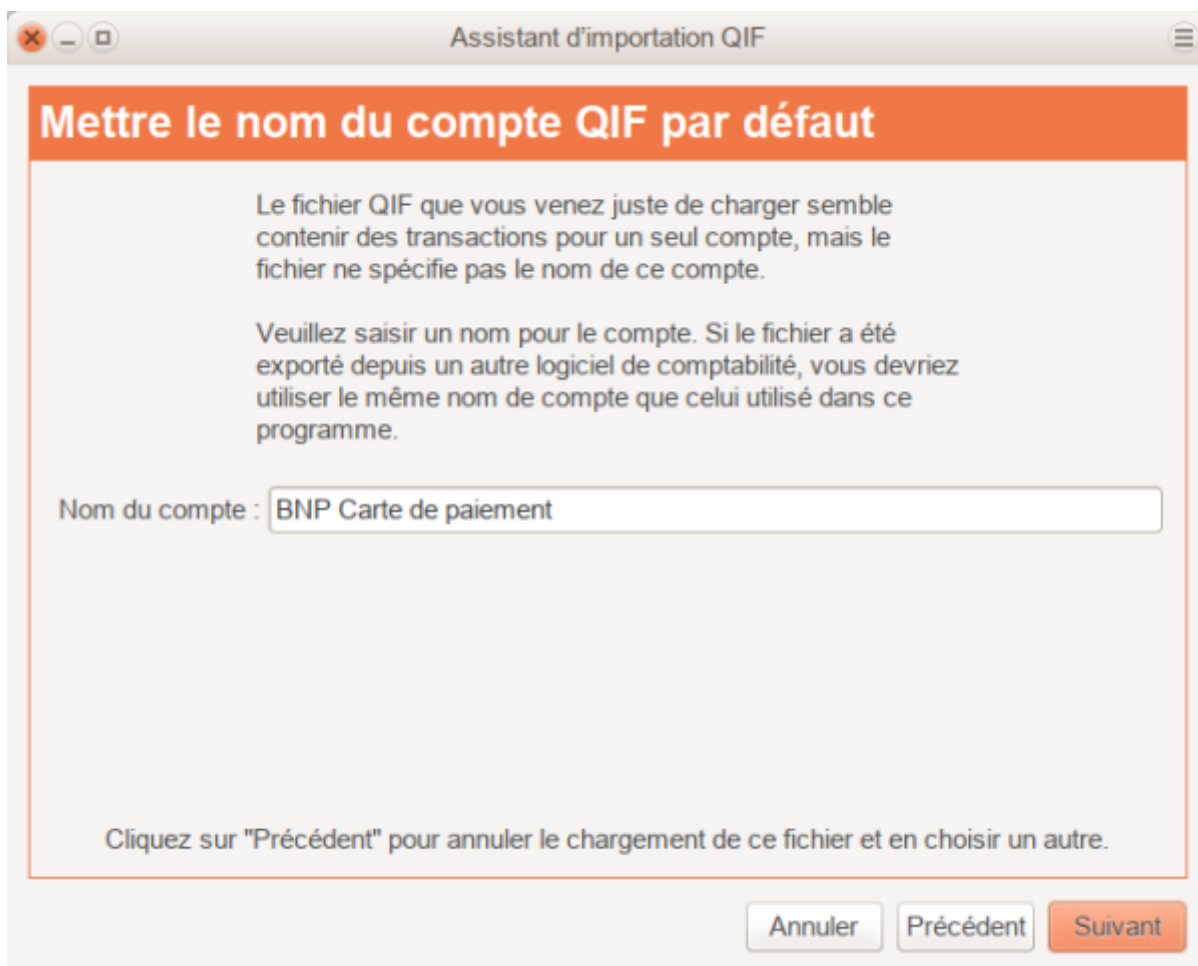 Assistant d'importation QIF
Mettre le nom du compte QIF par défaut
Le fichier QIF que vous venez juste de charger semble
contenir des transactions pour un seul compte, mais le
fichier ne spécifie pas le nom de ce compte.
Veuillez saisir un nom pour le compte. Si le fichier a été
exporté depuis un autre logiciel de comptabilité, vous devriez
utiliser le même nom de compte que celui utilisé dans ce
programme.
Nom du compte : BNP Carte de paiement
Cliquez sur "Précédent" pour annuler le chargement de ce fichier et en choisir un autre.
Annuler Précédent Suivant